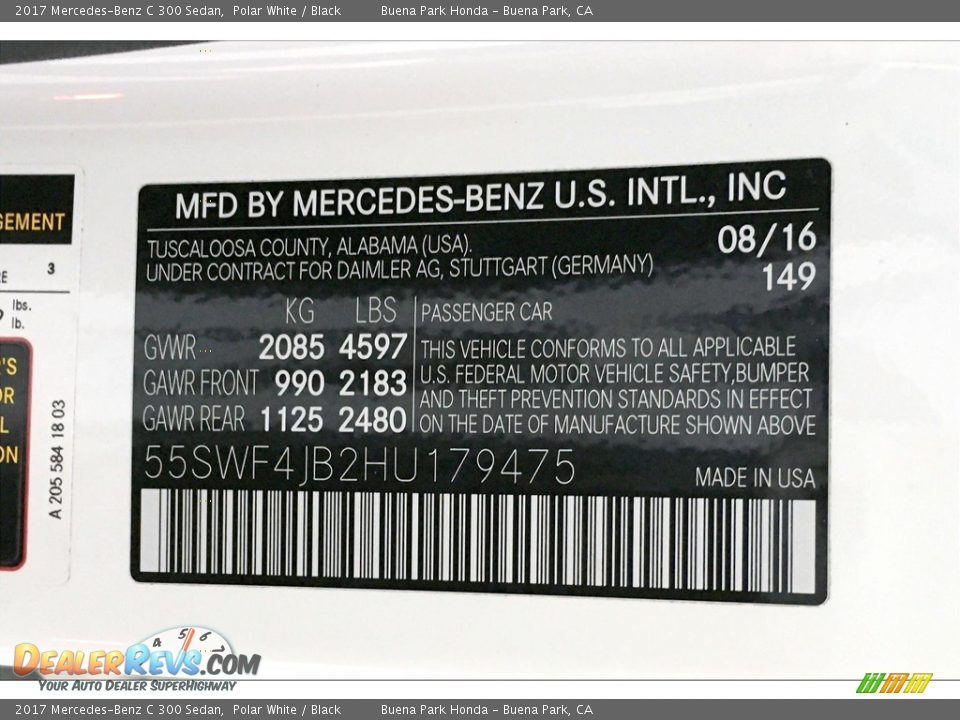 2017 Mercedes-Benz C 300 Sedan, Polar White / Black Buena Park Honda - Buena Park, CA
MFD BY MERCEDES-BENZ U.S. INTL., INC
TUSCALOOSA COUNTY, ALABAMA (USA). 08/16
UNDER CONTRACT FOR DAIMLER AG, STUTTGART (GERMANY) 149
KG LBS PASSENGER CAR
GVWR 2085 4597 THIS VEHICLE CONFORMS TO ALL APPLICABLE
GAWR FRONT 990 2183 U.S. FEDERAL MOTOR VEHICLE SAFETY,BUMPER
AND THEFT PREVENTION STANDARDS IN EFFECT
GAWR REAR 1125 2480 ON THE DATE OF MANUFACTURE SHOWN ABOVE
55SWF4JB2HU179475 MADE IN USA
3
lbs.
lb.
A 205 584 18 03
4 5 6 7
DealerRevs.com
Your Auto Dealer SuperHighway
2017 Mercedes-Benz C 300 Sedan, Polar White / Black Buena Park Honda - Buena Park, CA